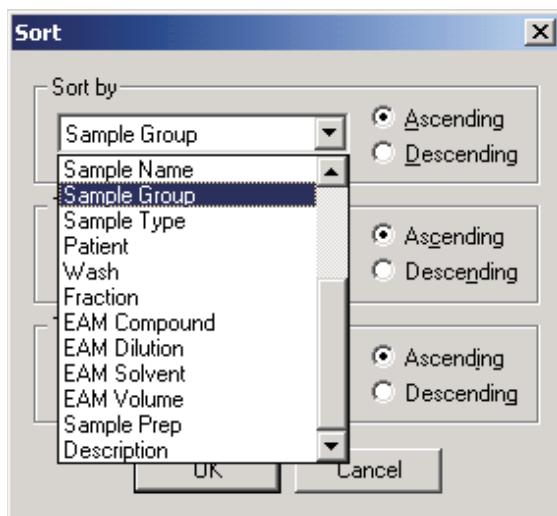 Sort
Sort by
Sample Group
Ascending
Descending
Sample Name
Sample Group
Sample Type
Patient
Wash
Fraction
EAM Compound
EAM Dilution
EAM Solvent
EAM Volume
Sample Prep
Description
Ascending
Descending
Ascending
Descending
OK
Cancel